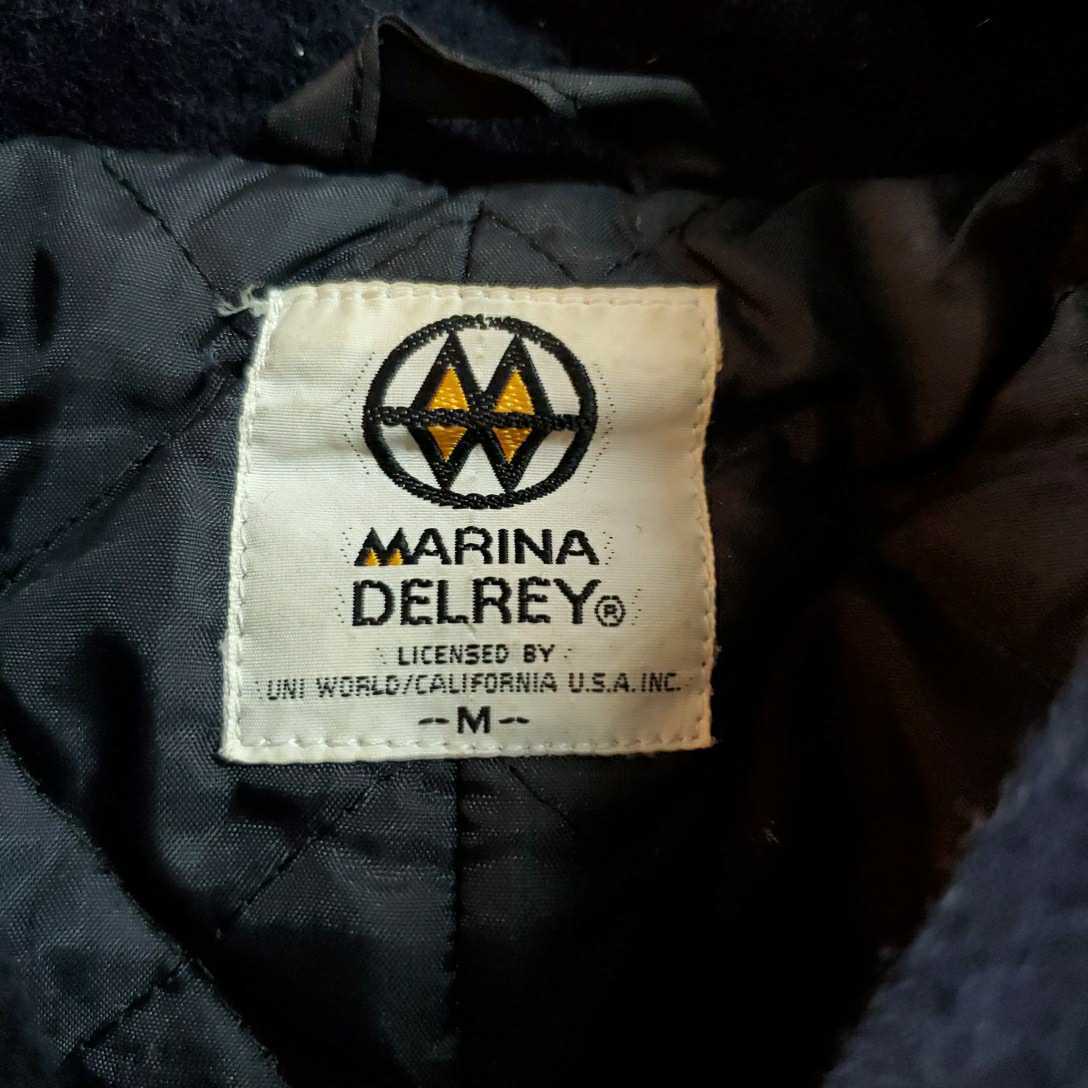 MARINA
DELREY®
LICENSED BY
UNI WORLD/CALIFORNIA U.S.A. INC.
--M--